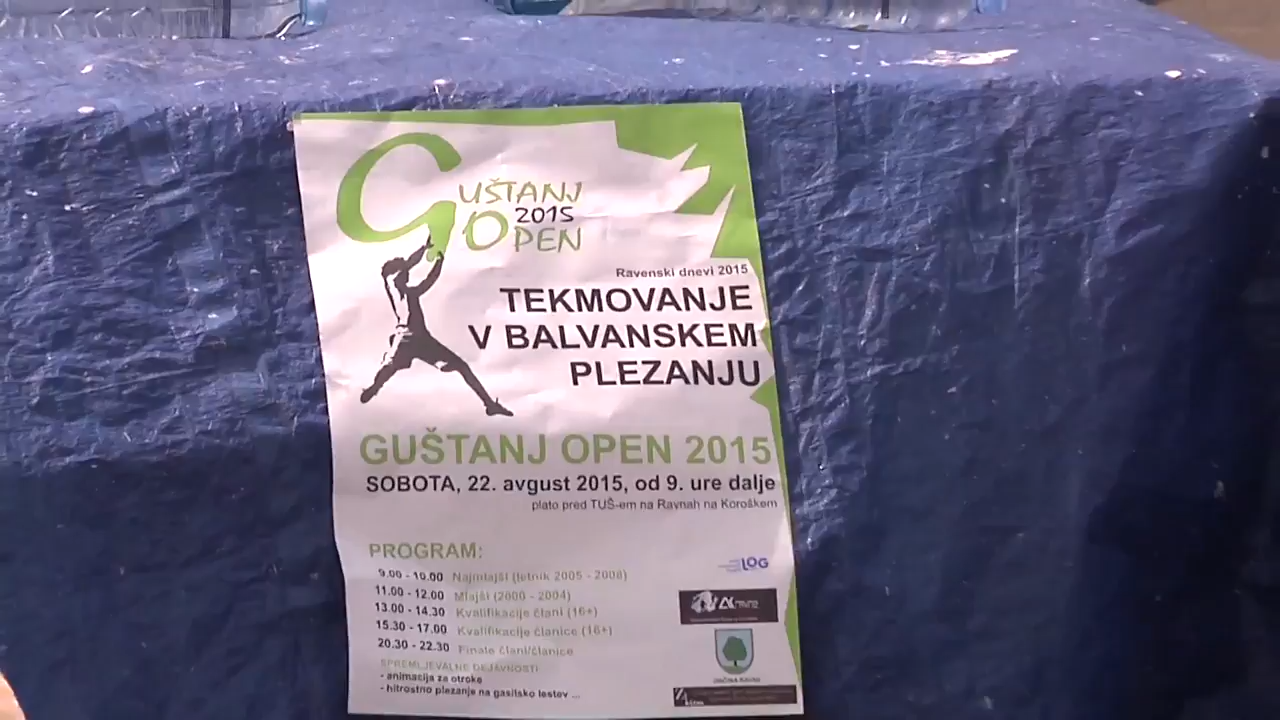 GUŠTANJ
2015
OPEN
Ravenski dnevi 2015
TEKMOVANJE
V BALVANSKEM
PLEZANJU
GUŠTANJ OPEN 2015
SOBOTA, 22. avgust 2015, od 9. ure dalje
plato pred TUŠ-em na Ravnah na Koroškem
PROGRAM:
9.00 - 10.00 Najmlajši (letnik 2005 - 2008)
11.00 - 12.00 Mlajši (2000 - 2004)
13.00 - 14.30 Kvalifikacije člani (16+)
15.30 - 17.00 Kvalifikacije članice (16+)
20.30 - 22.30 Finale člani/članice
SPREMLJEVALNE DEJAVNOSTI
- animacija za otroke
- hitrostno plezanje na gasilsko lestev ...
LOG
OBČINA RAVNE